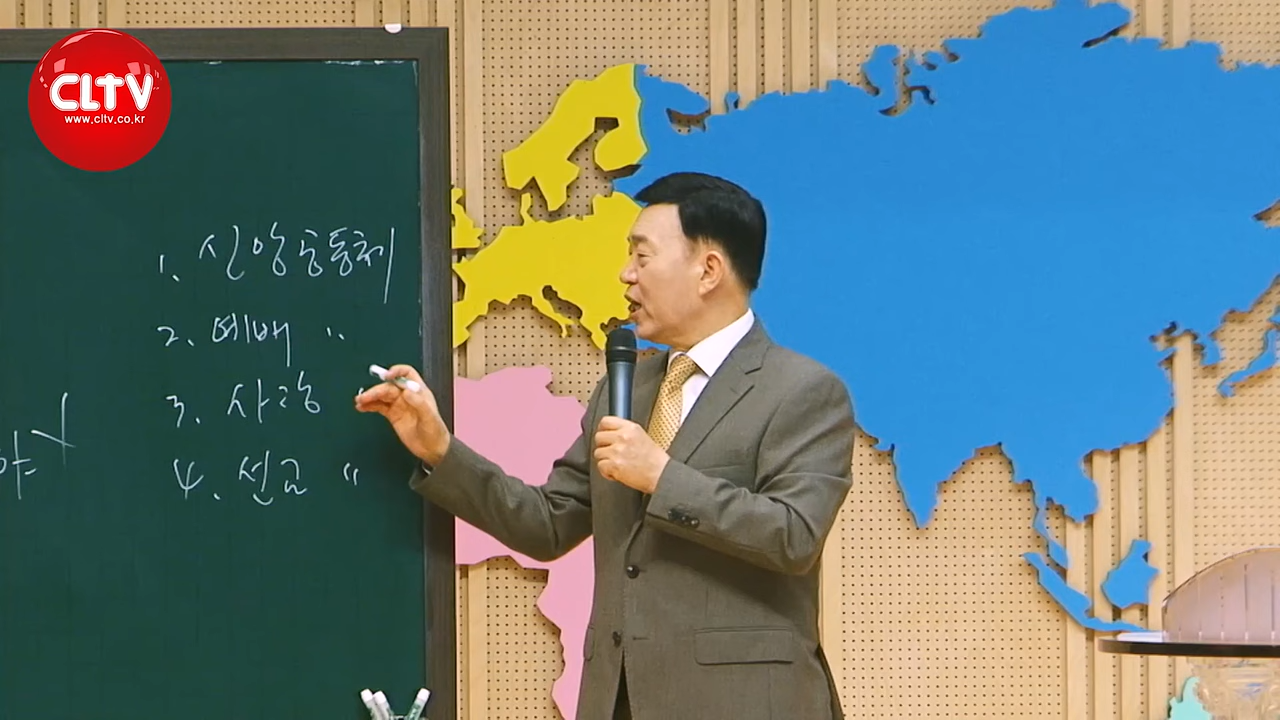 CLTV
www.cltv.co.kr
1. 신앙공동체
2. 예배 〃
3. 사랑 〃
4. 선교 〃